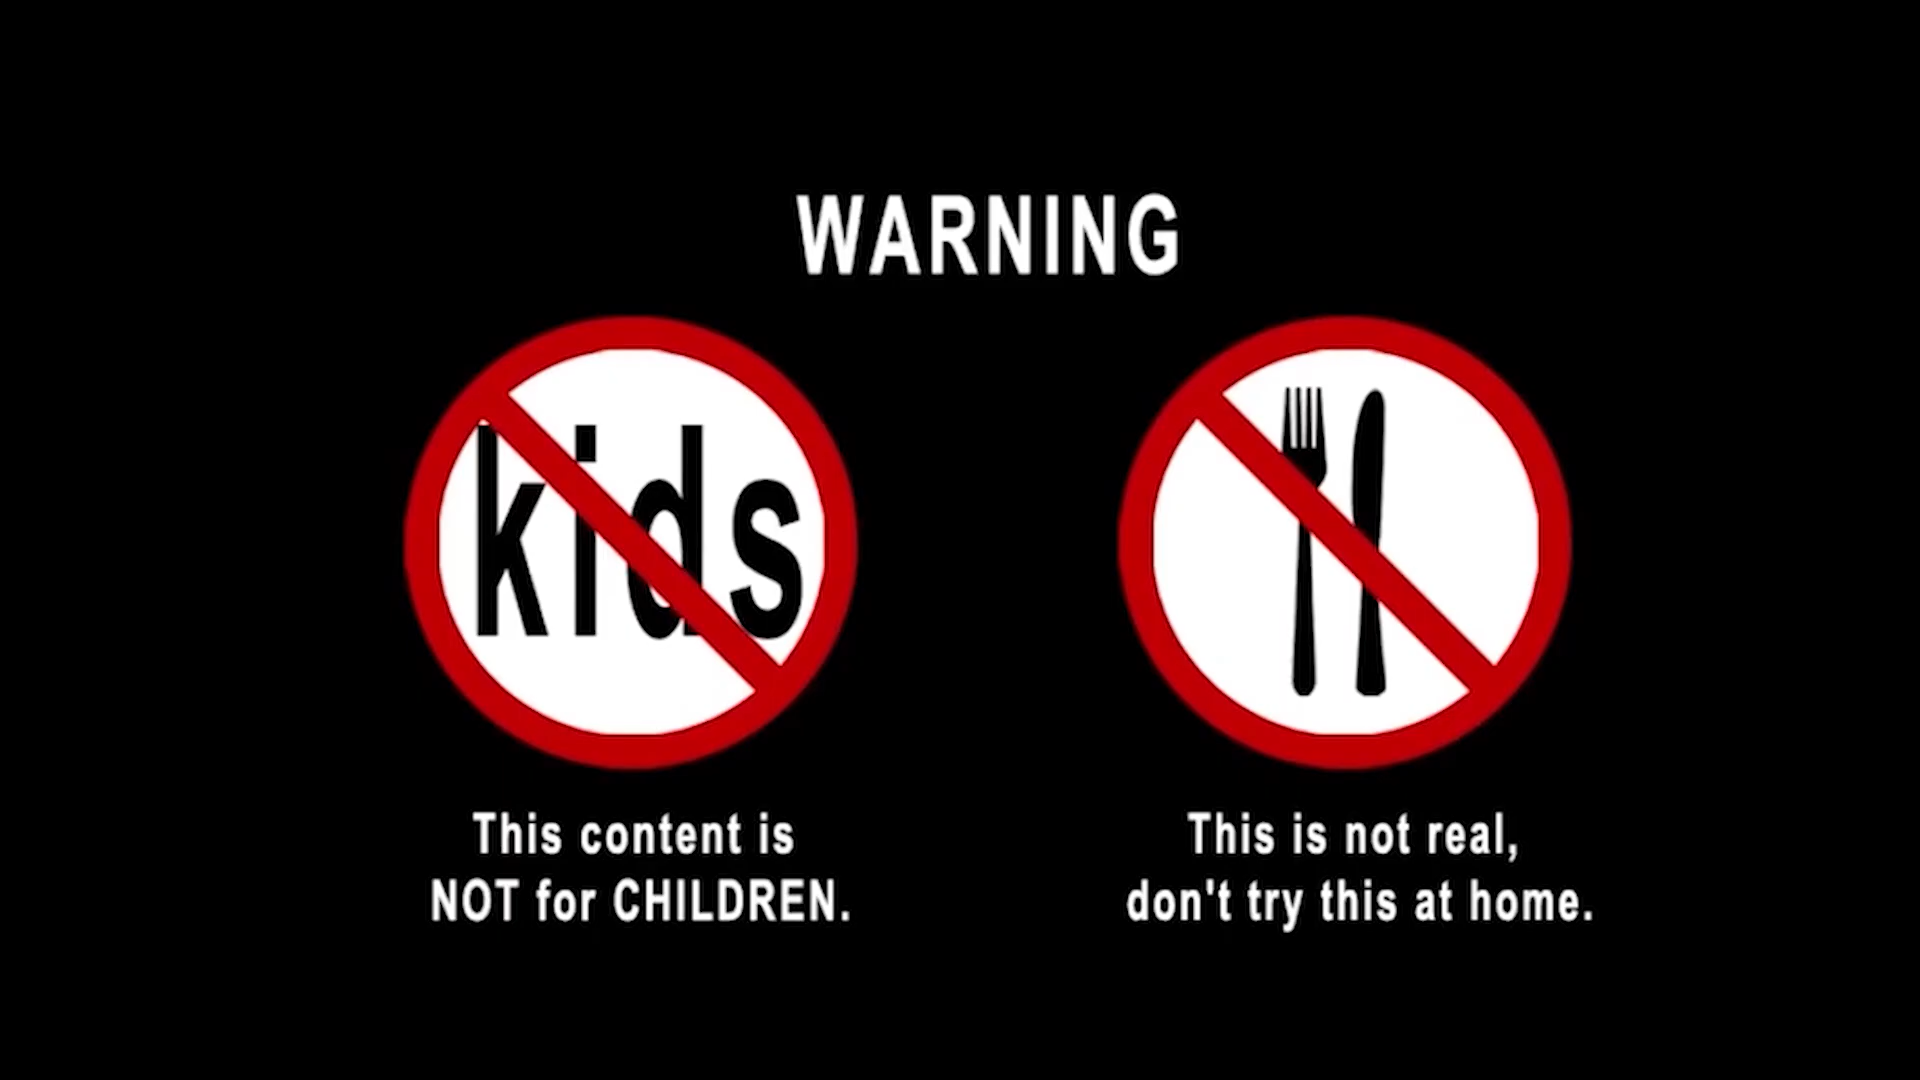 WARNING
kids
This content is
NOT for CHILDREN.
This is not real,
don't try this at home.